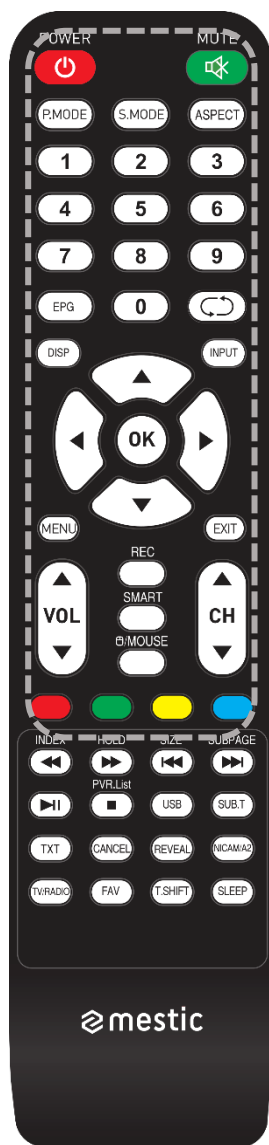 POWER MUTE
P.MODE S.MODE ASPECT
1 2 3
4 5 6
7 8 9
EPG 0
DISP INPUT
OK
MENU EXIT
REC
VOL SMART CH
/MOUSE
INDEX HOLD SIZE SUBPAGE
PVR.List
USB SUB.T
TXT CANCEL REVEAL NICAM/A2
TV/RADIO FAV T.SHIFT SLEEP
mestic